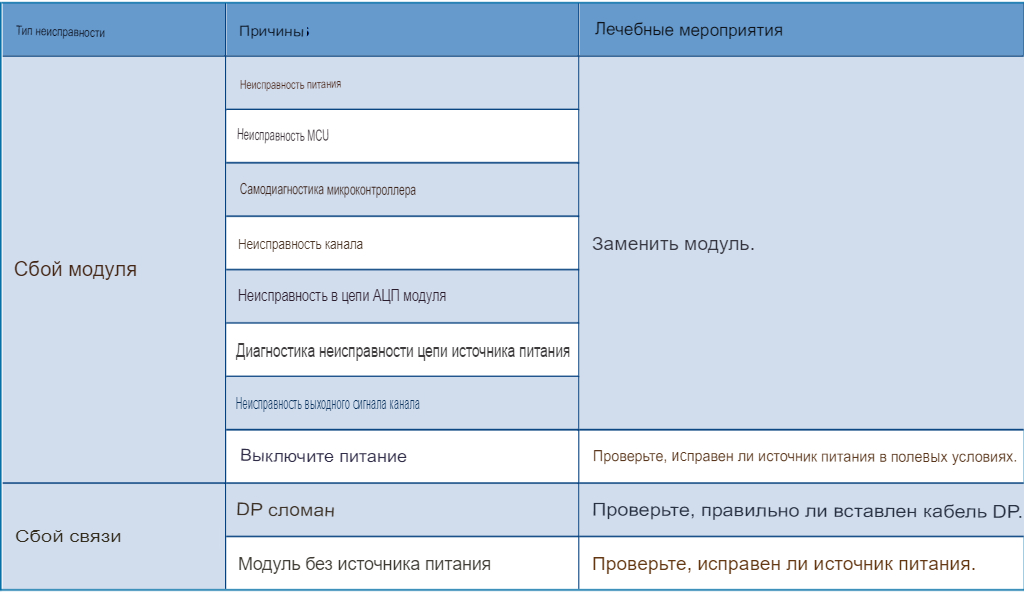 Тип неисправности
Причины;
Лечебные мероприятия
Сбой модуля
Неисправность питания
Неисправность MCU
Самодиагностика микроконтроллера
Неисправность канала
Неисправность в цепи АЦП модуля
Диагностика неисправности цепи источника питания
Неисправность выходного сигнала канала
Заменить модуль.
Выключите питание
Проверьте, исправен ли источник питания в полевых условиях.
Сбой связи
DP сломан
Проверьте, правильно ли вставлен кабель DP.
Модуль без источника питания
Проверьте, исправен ли источник питания.